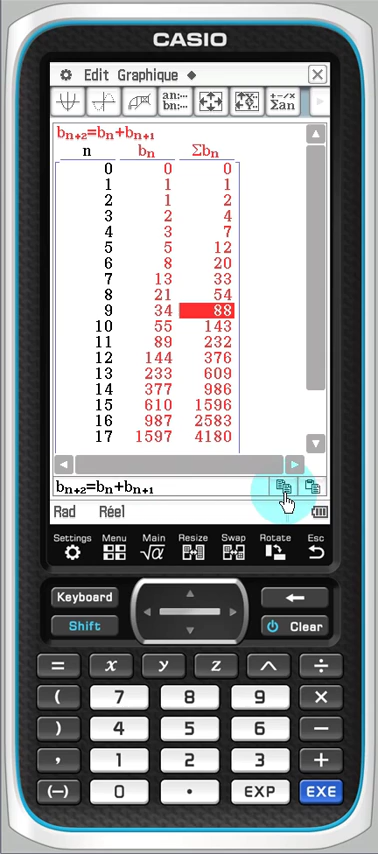 CASIO
Edit Graphique ◆
an:... bn:... +−/× Σan
bn+2=bn+bn+1
n bn Σbn
0 0 0
1 1 1
2 1 2
3 2 4
4 3 7
5 5 12
6 8 20
7 13 33
8 21 54
9 34 88
10 55 143
11 89 232
12 144 376
13 233 609
14 377 986
15 610 1596
16 987 2583
17 1597 4180
bn+2=bn+bn+1
Rad Réel
Settings Menu Main Resize Swap Rotate Esc
√α
Keyboard
Shift Clear
= x y z ^ ÷
( 7 8 9 ×
) 4 5 6 −
, 1 2 3 +
(−) 0 • EXP EXE